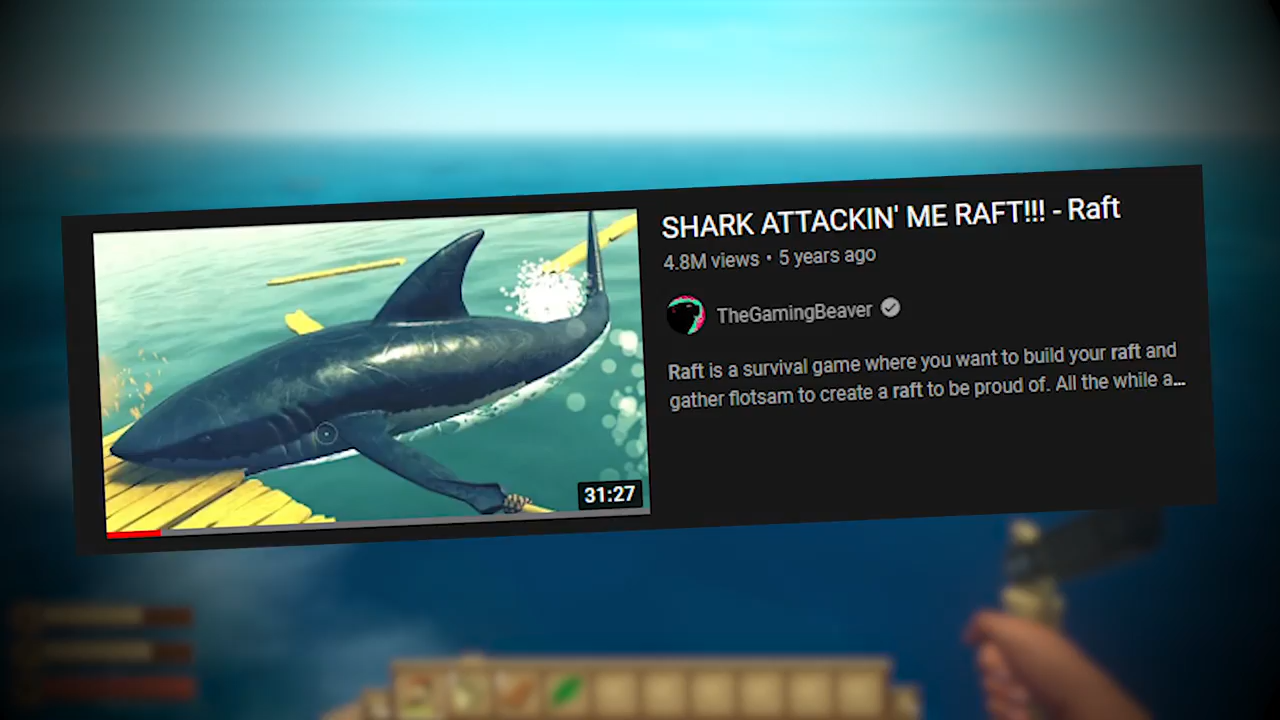 SHARK ATTACKIN' ME RAFT!!! - Raft
4.8M views • 5 years ago
TheGamingBeaver
Raft is a survival game where you want to build your raft and
gather flotsam to create a raft to be proud of. All the while a...
31:27